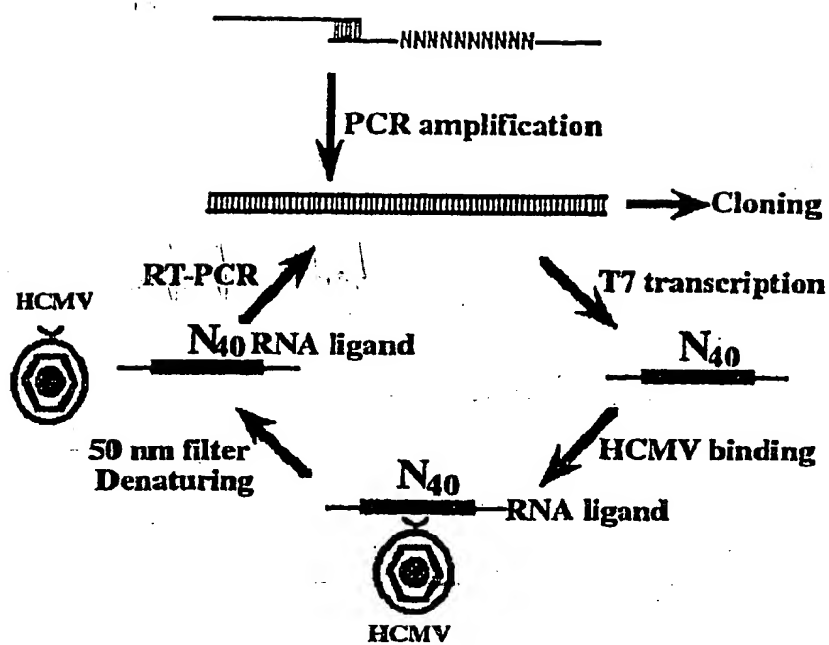 NNNNNNNNNN
PCR amplification
Cloning
RT-PCR
T7 transcription
HCMV
N40 RNA ligand
N40
50 nm filter
Denaturing
HCMV binding
N40
RNA ligand
HCMV